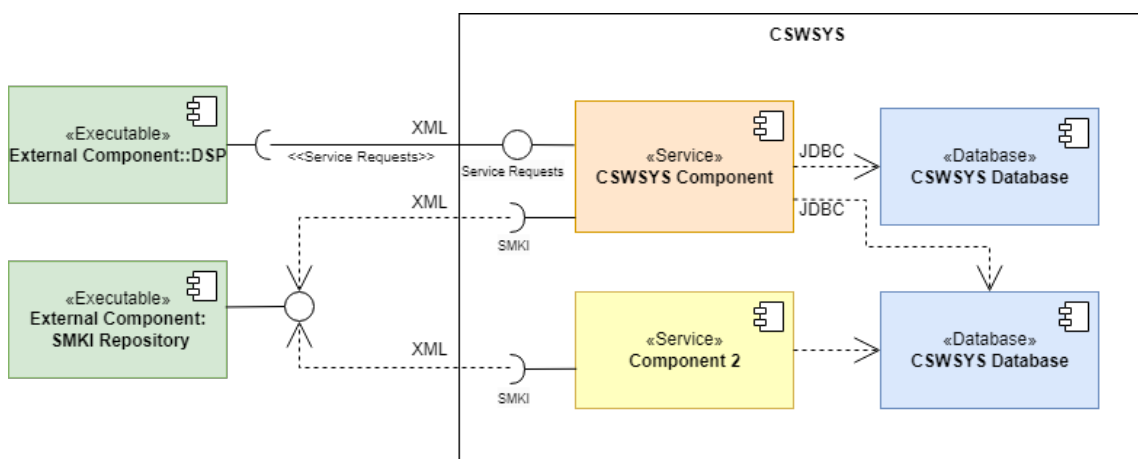 CSWSYS
«Executable»
External Component::DSP
XML
<<Service Requests>>
Service Requests
«Service»
CSWSYS Component
JDBC
«Database»
CSWSYS Database
XML
SMKI
JDBC
«Executable»
External Component:
SMKI Repository
XML
SMKI
«Service»
Component 2
«Database»
CSWSYS Database